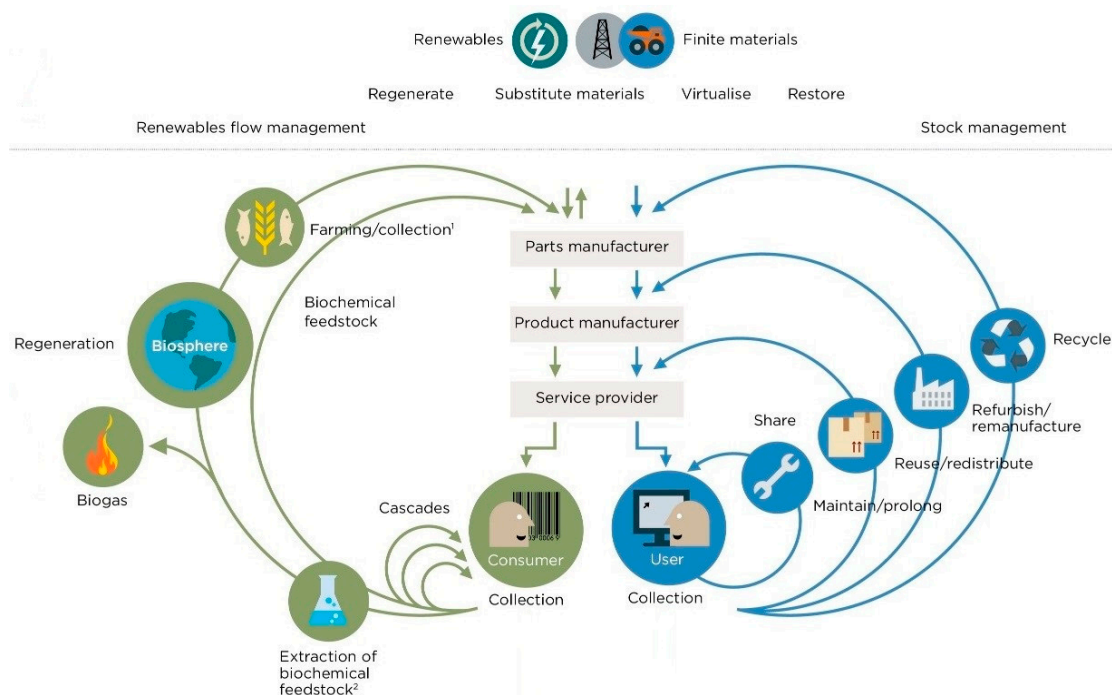 Renewables
Finite materials
Regenerate
Substitute materials
Virtualise
Restore
Renewables flow management
Stock management
Farming/collection¹
Parts manufacturer
Biochemical
feedstock
Regeneration
Biosphere
Product manufacturer
Recycle
Service provider
Share
Refurbish/
remanufacture
Biogas
Reuse/redistribute
Cascades
Maintain/prolong
Consumer
User
Collection
Collection
Extraction of
biochemical
feedstock²